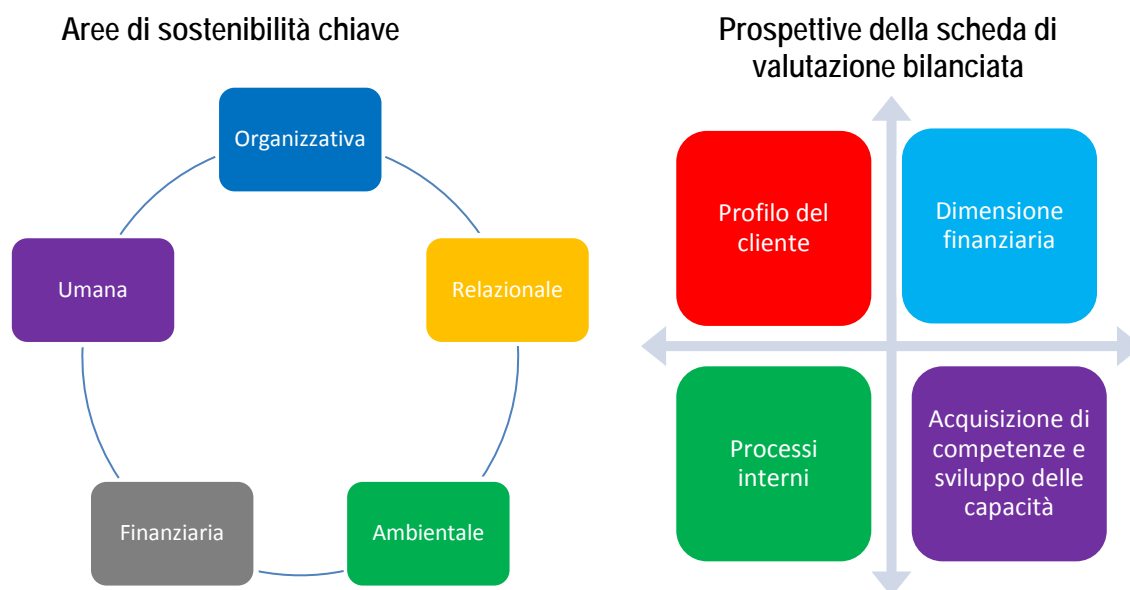 Aree di sostenibilità chiave
Organizzativa
Umana
Relazionale
Finanziaria
Ambientale
Prospettive della scheda di
valutazione bilanciata
Profilo del
cliente
Dimensione
finanziaria
Processi
interni
Acquisizione di
competenze e
sviluppo delle
capacità